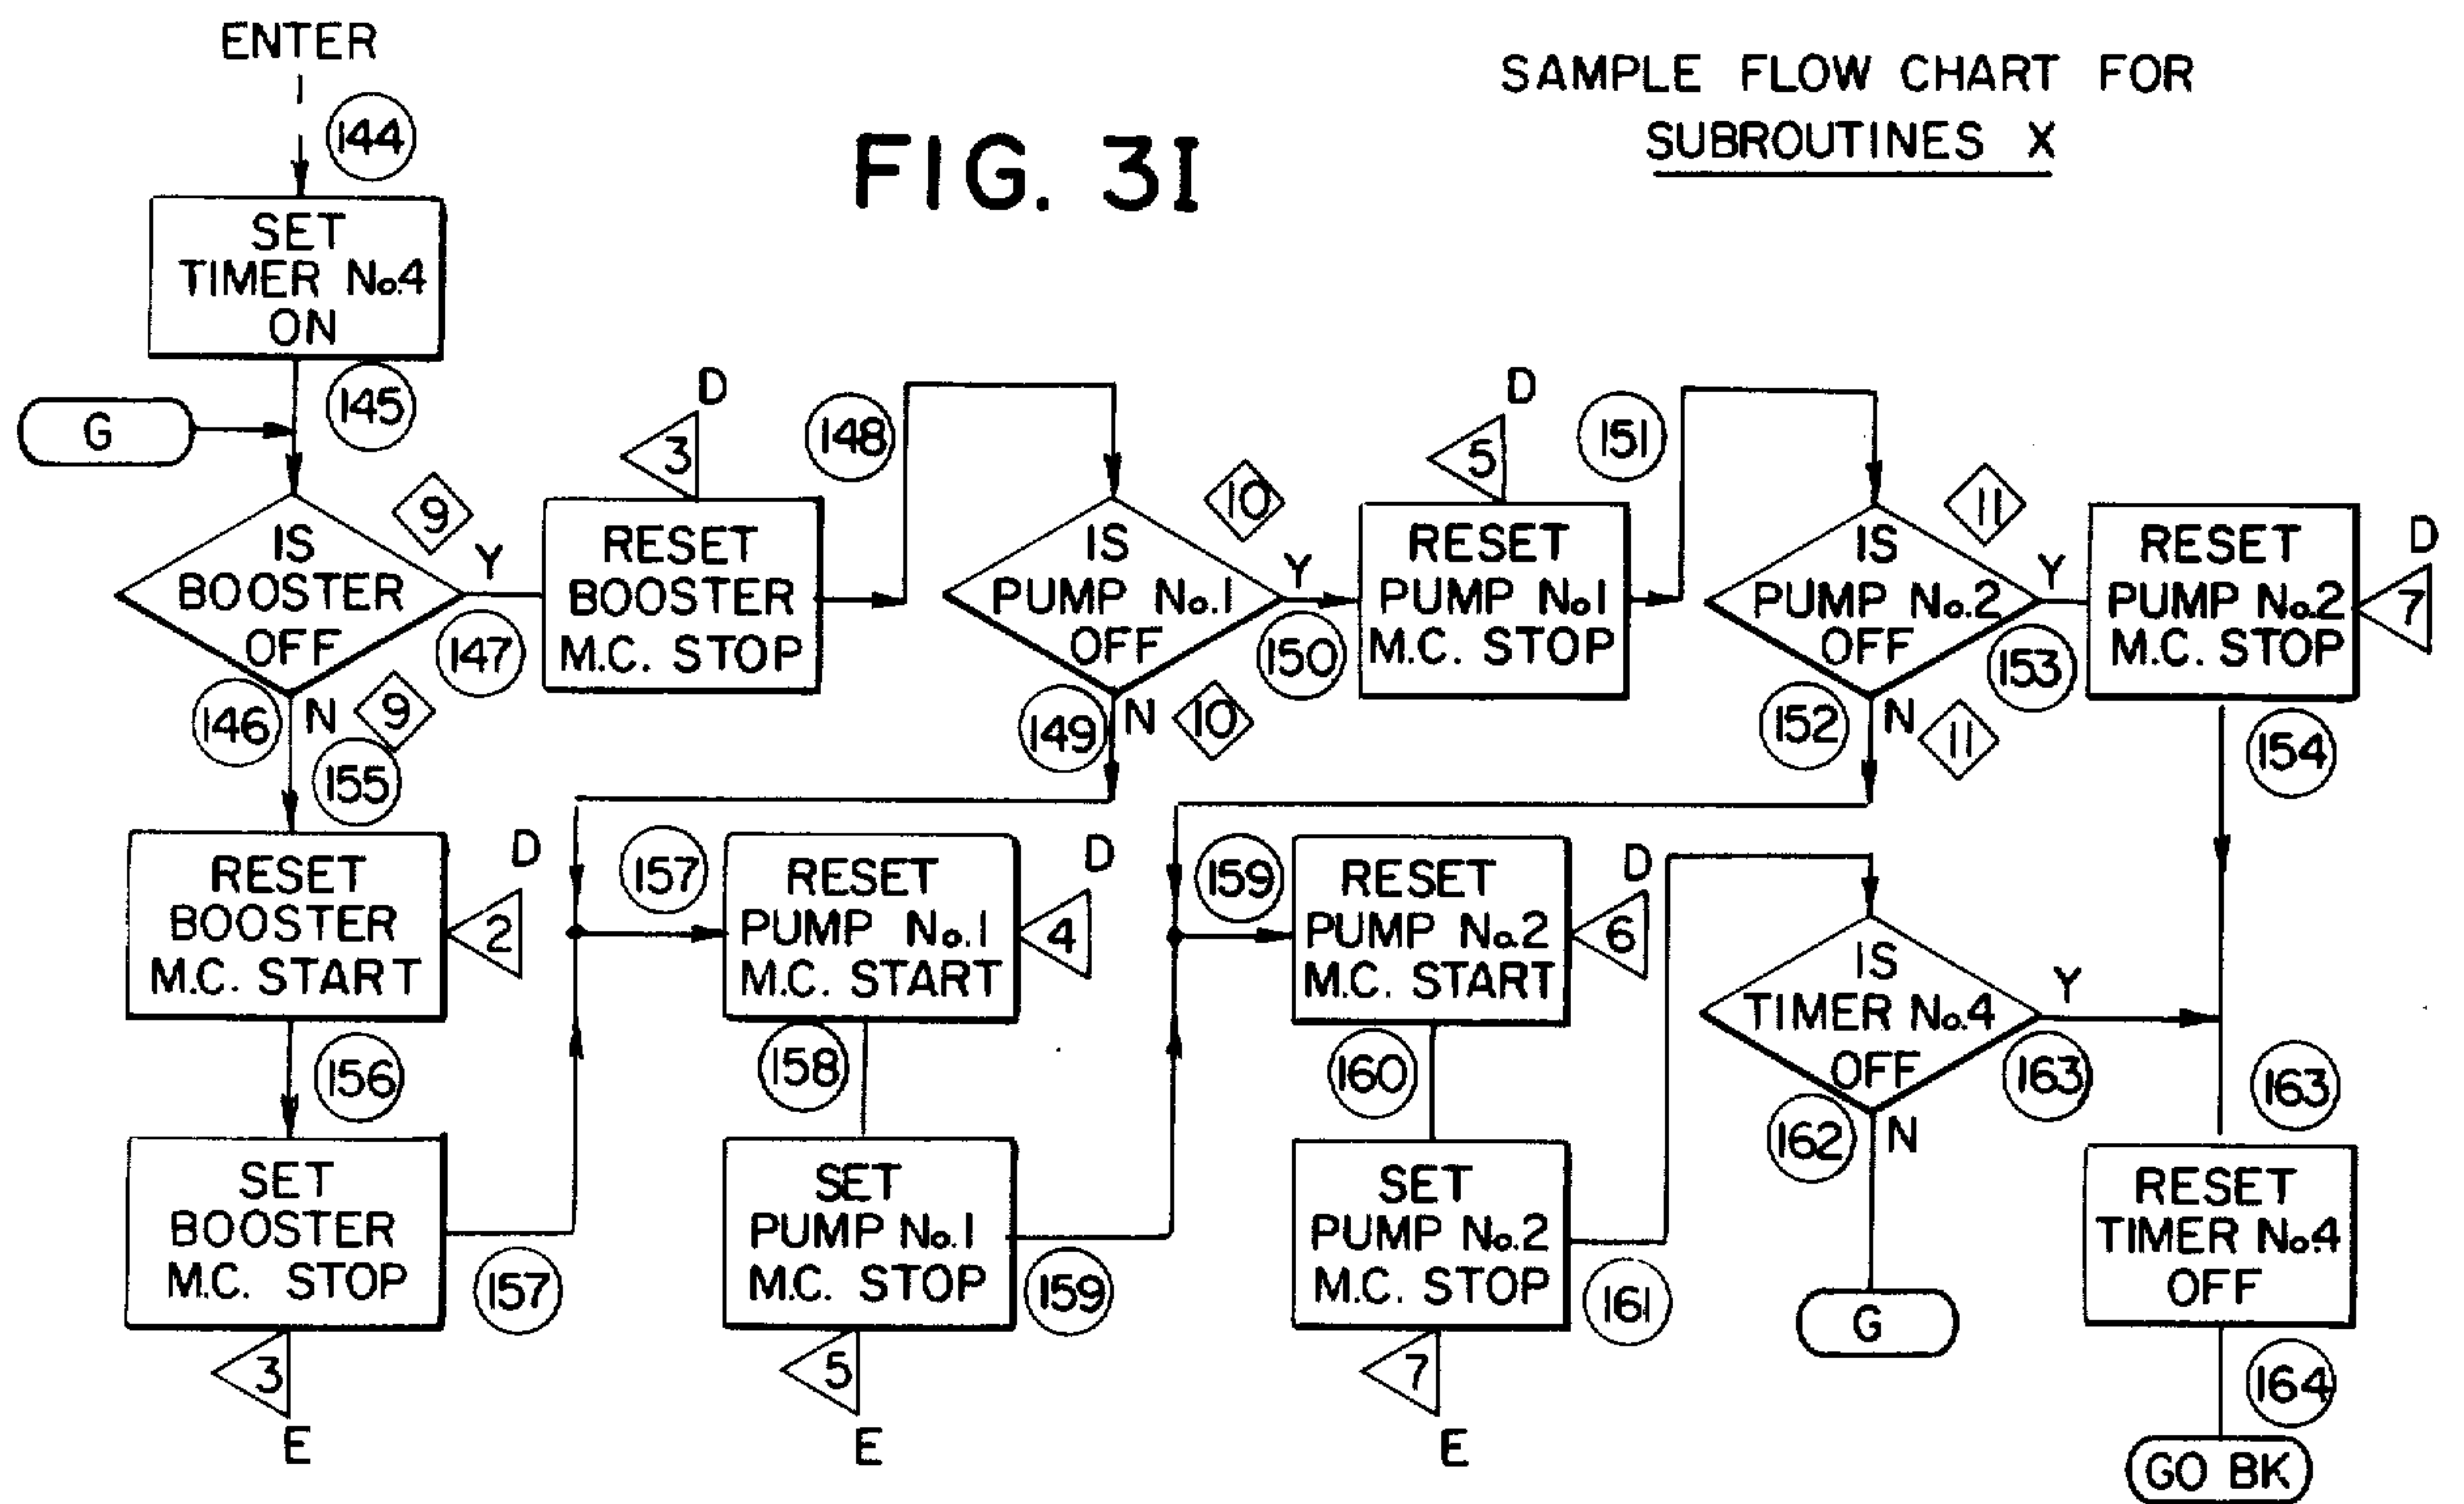 ENTER
144
SET
TIMER No.4
ON
FIG. 3I
SAMPLE FLOW CHART FOR
SUBROUTINES X
145
G
IS
BOOSTER
OFF
9
Y
147
146
N
9
155
D
3
RESET
BOOSTER
M.C. STOP
148
IS
PUMP No.1
OFF
10
Y
150
149
N
10
D
5
RESET
PUMP No1
M.C. STOP
151
IS
PUMP No.2
OFF
11
Y
153
152
N
11
RESET
PUMP No.2
M.C. STOP
D
7
154
RESET
BOOSTER
M.C. START
D
2
156
SET
BOOSTER
M.C. STOP
157
3
E
157
RESET
PUMP No.1
M.C. START
D
4
158
SET
PUMP No.1
M.C. STOP
159
5
E
159
RESET
PUMP No.2
M.C. START
D
6
160
SET
PUMP No.2
M.C. STOP
161
7
E
IS
TIMER No.4
OFF
Y
163
162
N
G
163
RESET
TIMER No.4
OFF
164
GO BK